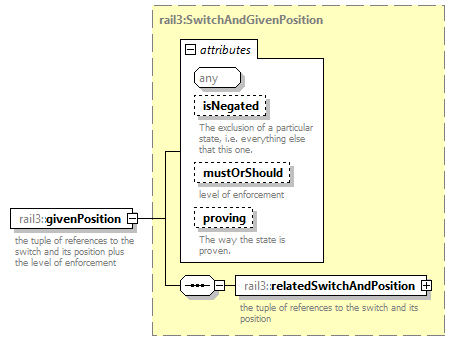 rail3:SwitchAndGivenPosition
attributes
any
isNegated
The exclusion of a particular
state, i.e. everything else
that this one.
mustOrShould
level of enforcement
proving
The way the state is
proven.
rail3::givenPosition
the tuple of references to the
switch and its position plus
the level of enforcement
rail3::relatedSwitchAndPosition
the tuple of references to the switch and its
position